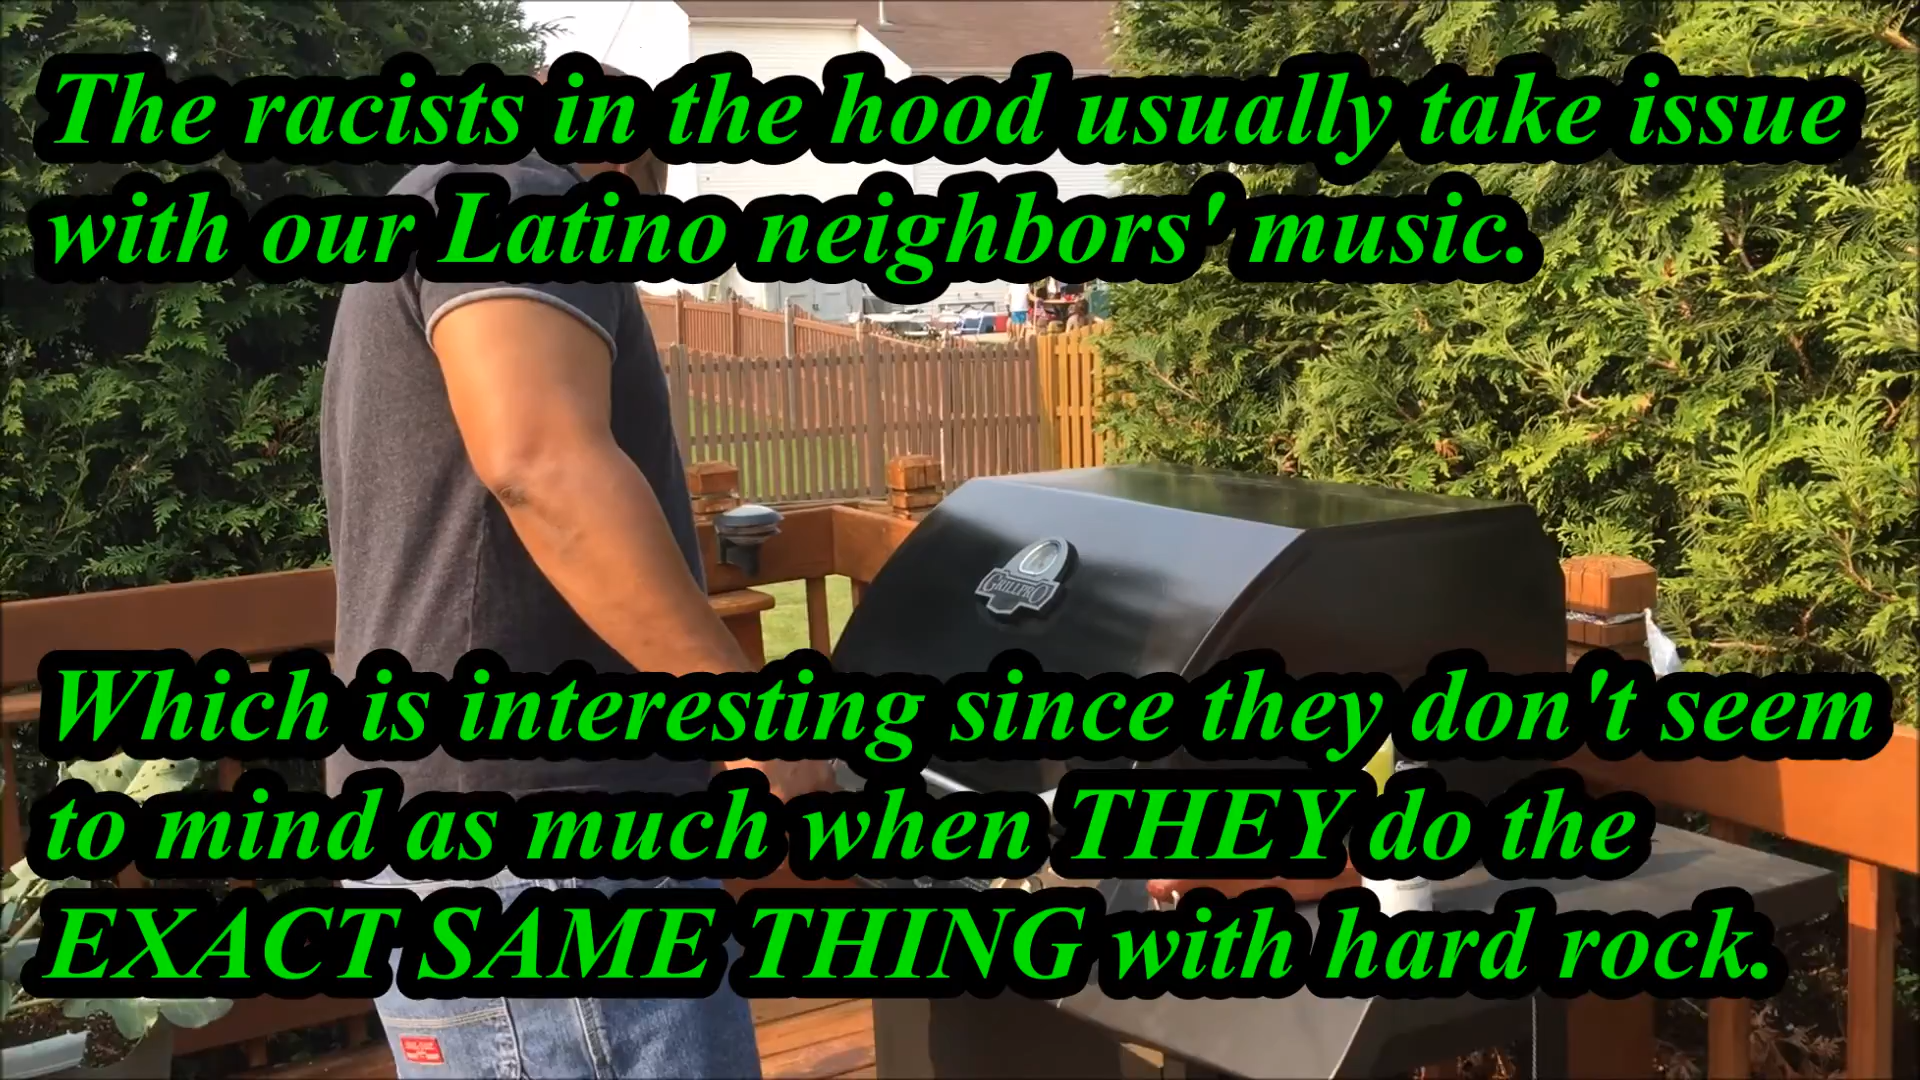 The racists in the hood usually take issue
with our Latino neighbors' music.
GRILLPRO
Which is interesting since they don't seem
to mind as much when THEY do the
EXACT SAME THING with hard rock.